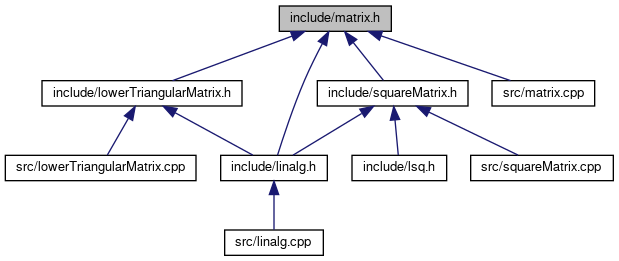 include/matrix.h
include/lowerTriangularMatrix.h
include/squareMatrix.h
src/matrix.cpp
src/lowerTriangularMatrix.cpp
include/linalg.h
include/lsq.h
src/squareMatrix.cpp
src/linalg.cpp